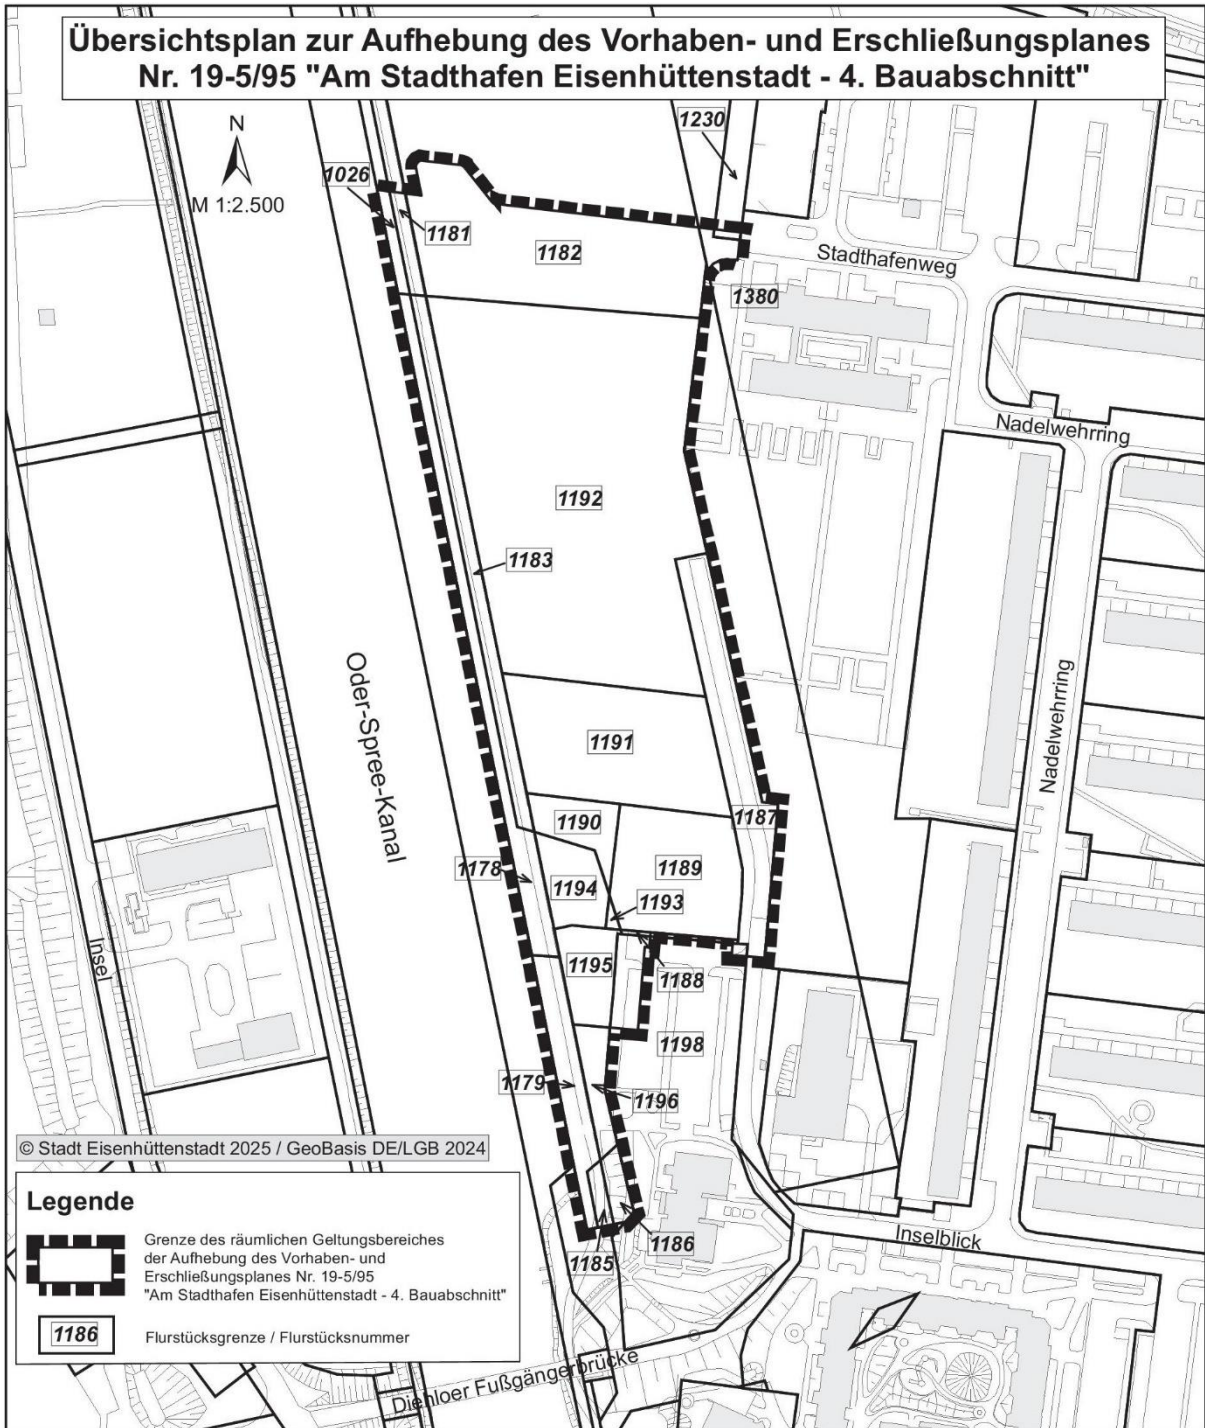 Übersichtsplan zur Aufhebung des Vorhaben- und Erschließungsplanes
Nr. 19-5/95 "Am Stadthafen Eisenhüttenstadt - 4. Bauabschnitt"
N
M 1:2.500
1230
1026
1181
1182
Stadthafenweg
1380
Nadelwehrring
1192
1183
Oder-Spree-Kanal
Nadelwehrring
1191
1190
1187
1178
1194
1189
1193
Insel
1195
1188
1198
1179
1196
1186
1185
Inselblick
Diehloer Fußgängerbrücke
© Stadt Eisenhüttenstadt 2025 / GeoBasis DE/LGB 2024
Legende
Grenze des räumlichen Geltungsbereiches
der Aufhebung des Vorhaben- und
Erschließungsplanes Nr. 19-5/95
"Am Stadthafen Eisenhüttenstadt - 4. Bauabschnitt"
1186
Flurstücksgrenze / Flurstücksnummer